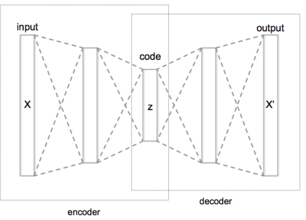 input
output
code
X
z
X'
decoder
encoder